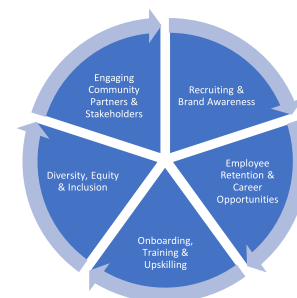 Engaging
Community
Partners &
Stakeholders
Recruiting &
Brand Awareness
Employee
Retention &
Career
Opportunities
Onboarding,
Training &
Upskilling
Diversity, Equity
& Inclusion